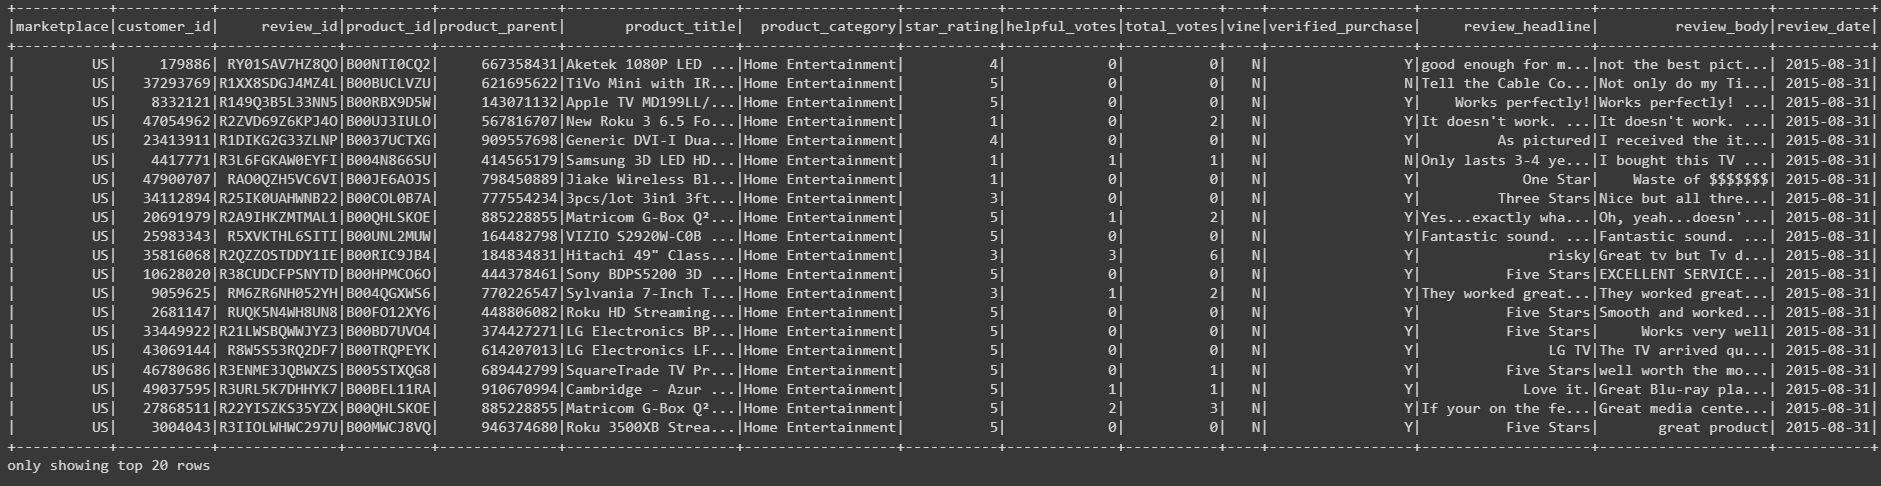 +-----------+-----------+--------------+----------+--------------+--------------------+------------------+-----------+-------------+-----------+----+-----------------+--------------------+--------------------+-----------+
|marketplace|customer_id|     review_id|product_id|product_parent|       product_title|  product_category|star_rating|helpful_votes|total_votes|vine|verified_purchase|     review_headline|         review_body|review_date|
+-----------+-----------+--------------+----------+--------------+--------------------+------------------+-----------+-------------+-----------+----+-----------------+--------------------+--------------------+-----------+
|         US|     179886| RY01SAV7HZ8QO|B00NTI0CQ2|     667358431|Aketek 1080P LED ...|Home Entertainment|          4|            0|          0|   N|                Y|good enough for m...|not the best pict...| 2015-08-31|
|         US|   37293769|R1XX8SDGJ4MZ4L|B00BUCLVZU|     621695622|TiVo Mini with IR...|Home Entertainment|          5|            0|          0|   N|                N|Tell the Cable Co...|Not only do my Ti...| 2015-08-31|
|         US|    8332121|R149Q3B5L33NN5|B00RBX9D5W|     143071132|Apple TV MD199LL/...|Home Entertainment|          5|            0|          0|   N|                Y|    Works perfectly!|Works perfectly! ...| 2015-08-31|
|         US|   47054962|R2ZVD69Z6KPJ4O|B00UJ3IULO|     567816707|New Roku 3 6.5 Fo...|Home Entertainment|          1|            0|          2|   N|                Y|It doesn't work. ...|It doesn't work. ...| 2015-08-31|
|         US|   23413911|R1DIKG2G33ZLNP|B0037UCTXG|     909557698|Generic DVI-I Dua...|Home Entertainment|          4|            0|          0|   N|                Y|         As pictured|I received the it...| 2015-08-31|
|         US|    4417771|R3L6FGKAW0EYFI|B004N866SU|     414565179|Samsung 3D LED HD...|Home Entertainment|          1|            1|          1|   N|                N|Only lasts 3-4 ye...|I bought this TV ...| 2015-08-31|
|         US|   47900707| RAO0QZH5VC6VI|B00JE6AOJS|     798450889|Jiake Wireless Bl...|Home Entertainment|          1|            0|          0|   N|                Y|            One Star|    Waste of $$$$$$$| 2015-08-31|
|         US|   34112894|R25IK0UAHWNB22|B00COL0B7A|     777554234|3pcs/lot 3in1 3ft...|Home Entertainment|          3|            0|          0|   N|                Y|         Three Stars|Nice but all thre...| 2015-08-31|
|         US|   20691979|R2A9IHKZMTMAL1|B00QHLSKOE|     885228855|Matricom G-Box Q²...|Home Entertainment|          5|            1|          2|   N|                Y|Yes...exactly wha...|Oh, yeah...doesn'...| 2015-08-31|
|         US|   25983343| R5XVKTHL6SITI|B00UNL2MUW|     164482798|VIZIO S2920W-C0B ...|Home Entertainment|          5|            0|          0|   N|                Y|Fantastic sound. ...|Fantastic sound. ...| 2015-08-31|
|         US|   35816068|R2QZZOSTDDY1IE|B00RIC9JB4|     184834831|Hitachi 49" Class...|Home Entertainment|          3|            3|          6|   N|                Y|               risky|Great tv but Tv d...| 2015-08-31|
|         US|   10628020|R38CUDCFPSNYTD|B00HPMCO6O|     444378461|Sony BDPS5200 3D ...|Home Entertainment|          5|            0|          0|   N|                Y|          Five Stars|EXCELLENT SERVICE...| 2015-08-31|
|         US|    9059625| RM6ZR6NH052YH|B004QGXWS6|     770226547|Sylvania 7-Inch T...|Home Entertainment|          3|            1|          2|   N|                Y|They worked great...|They worked great...| 2015-08-31|
|         US|    2681147| RUQK5N4WH8UN8|B00FO12XY6|     448806082|Roku HD Streaming...|Home Entertainment|          5|            0|          0|   N|                Y|          Five Stars|Smooth and worked...| 2015-08-31|
|         US|   33449922|R21LWSBQWWJYZ3|B00BD7UVO4|     374427271|LG Electronics BP...|Home Entertainment|          5|            0|          0|   N|                Y|          Five Stars|     Works very well| 2015-08-31|
|         US|   43069144| R8W5S53RQ2DF7|B00TRQPEYK|     614207013|LG Electronics LF...|Home Entertainment|          5|            0|          0|   N|                Y|               LG TV|The TV arrived qu...| 2015-08-31|
|         US|   46780686|R3ENME3JQBWXZS|B005STXQG8|     689442799|SquareTrade TV Pr...|Home Entertainment|          5|            0|          1|   N|                Y|          Five Stars|well worth the mo...| 2015-08-31|
|         US|   49037595|R3URL5K7DHHYK7|B00BEL11RA|     910670994|Cambridge - Azur ...|Home Entertainment|          5|            1|          1|   N|                Y|            Love it.|Great Blu-ray pla...| 2015-08-31|
|         US|   27868511|R22YISZKS35YZX|B00QHLSKOE|     885228855|Matricom G-Box Q²...|Home Entertainment|          5|            2|          3|   N|                Y|If your on the fe...|Great media cente...| 2015-08-31|
|         US|    3004043|R3IIOLWHWC297U|B00MWCJ8VQ|     946374680|Roku 3500XB Strea...|Home Entertainment|          5|            0|          0|   N|                Y|          Five Stars|       great product| 2015-08-31|
+-----------+-----------+--------------+----------+--------------+--------------------+------------------+-----------+-------------+-----------+----+-----------------+--------------------+--------------------+-----------+
only showing top 20 rows